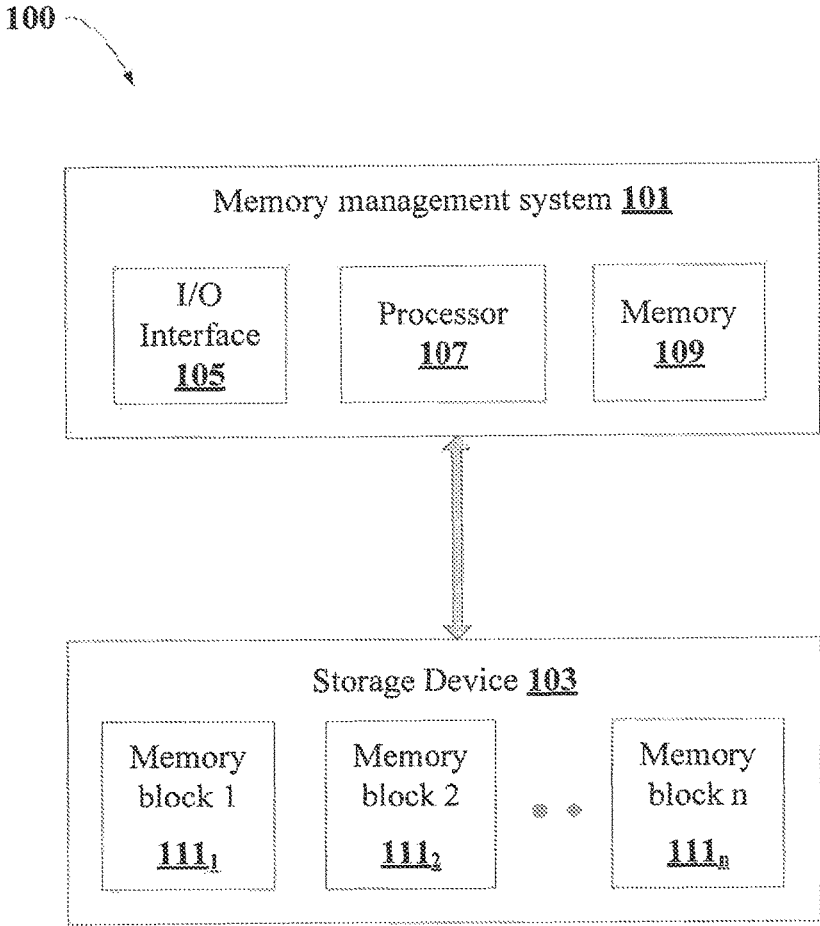 100
Memory management system 101
I/O
Interface
105
Processor
107
Memory
109
Storage Device 103
Memory
block 1
111₁
Memory
block 2
111₂
Memory
block n
111ₙ